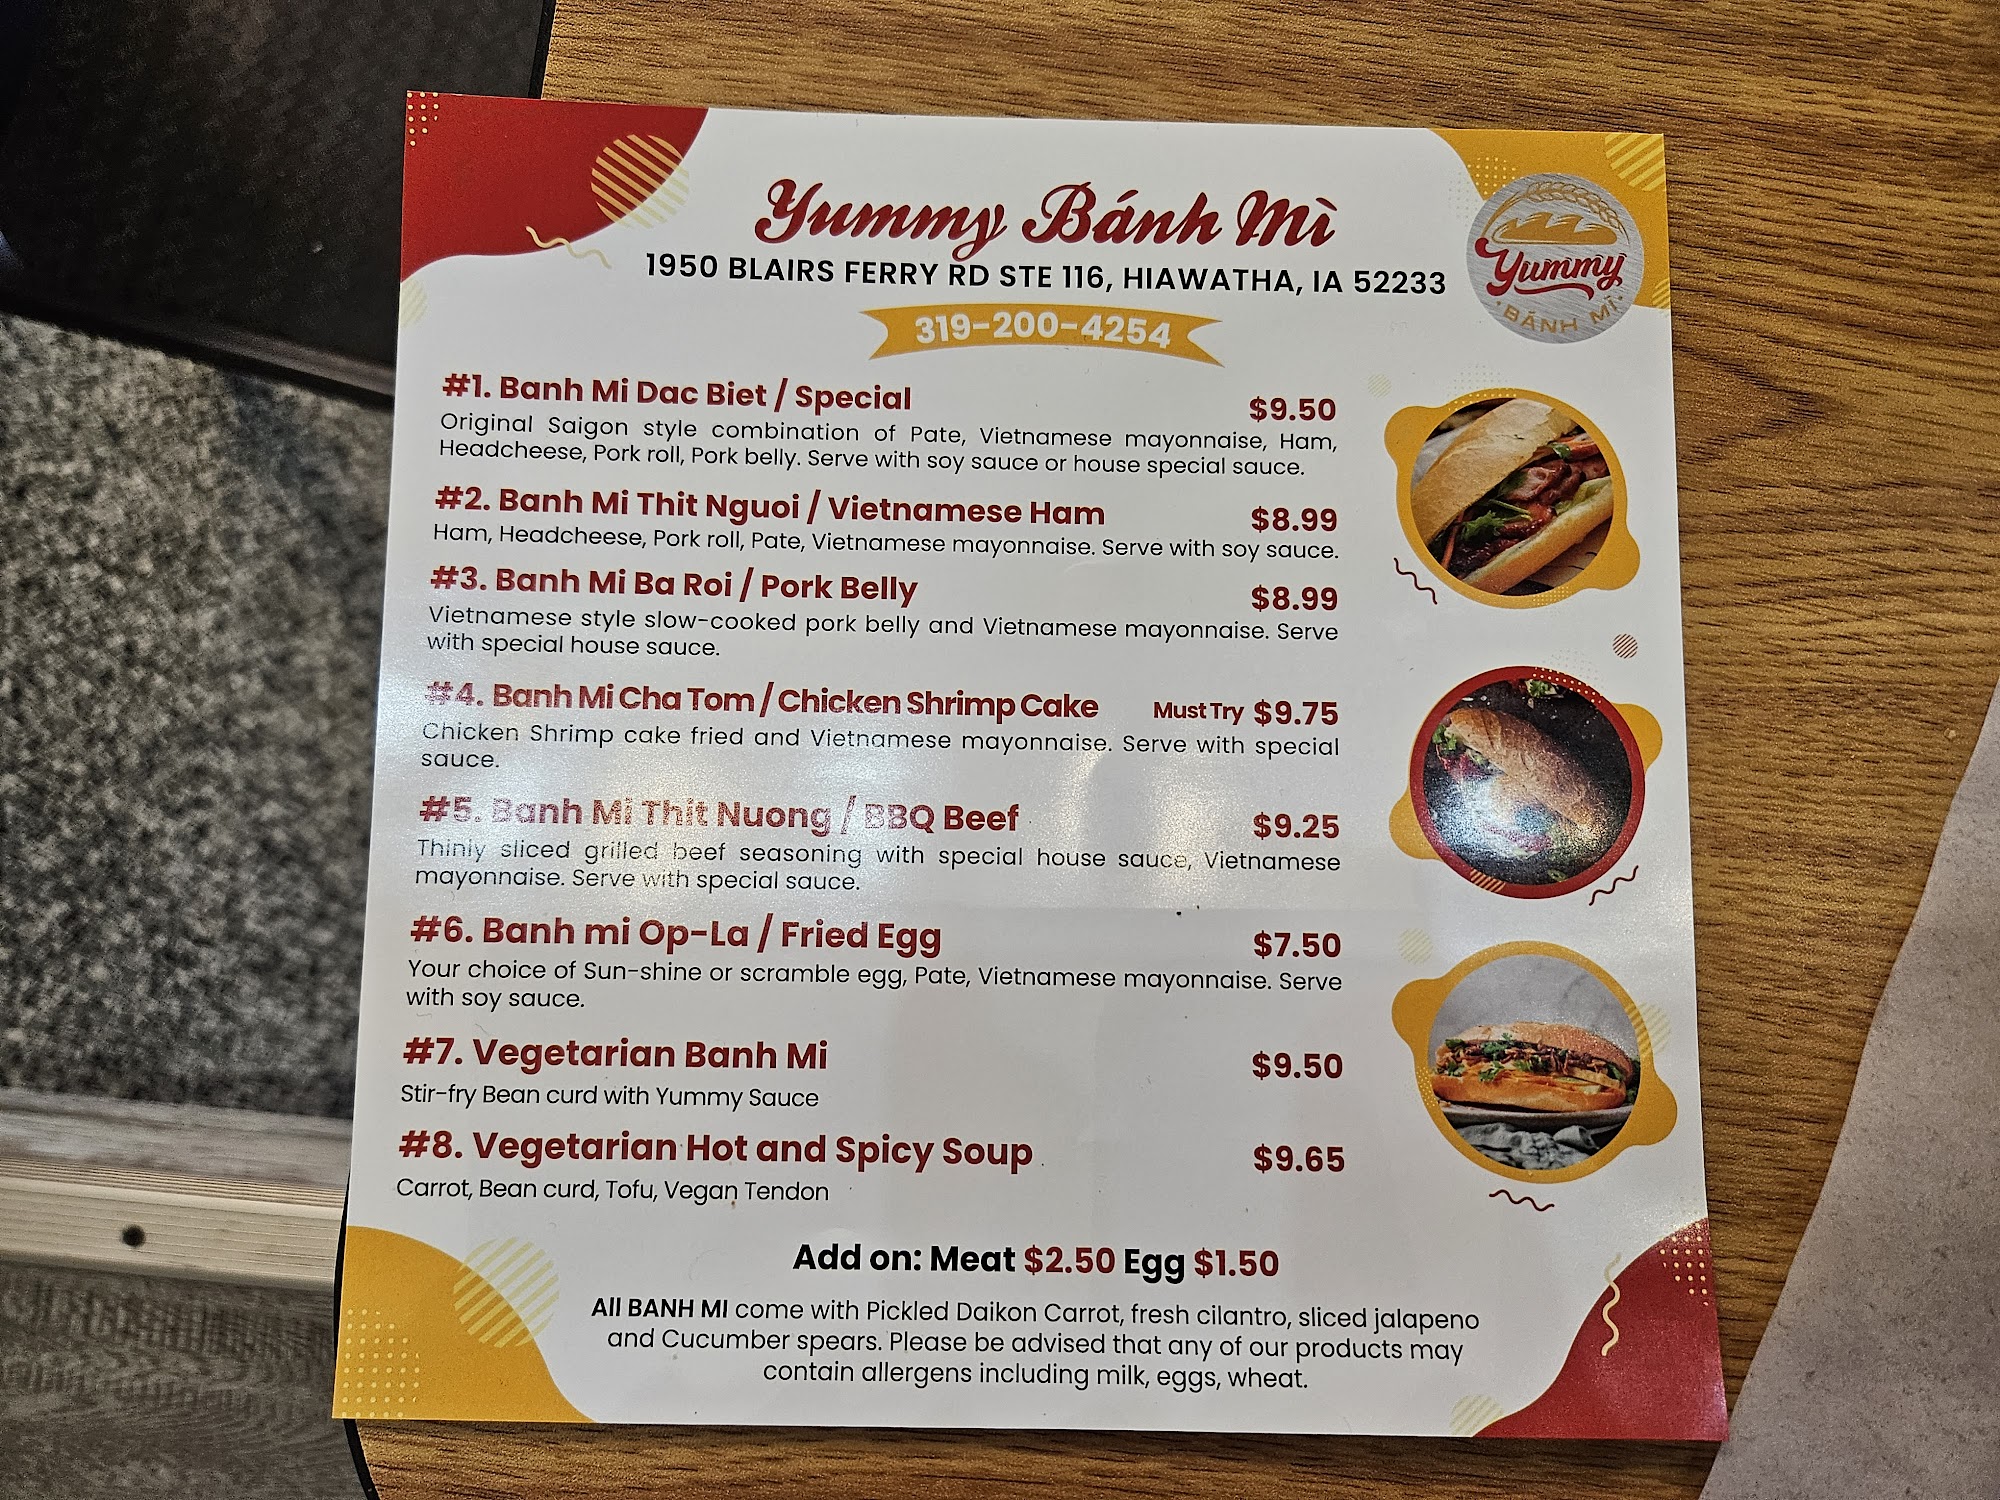 Yummy Bánh Mì
1950 BLAIRS FERRY RD STE 116, HIAWATHA, IA 52233
319-200-4254
Yummy
BÁNH MÌ
#1. Banh Mi Dac Biet / Special $9.50
Original Saigon style combination of Pate, Vietnamese mayonnaise, Ham,
Headcheese, Pork roll, Pork belly. Serve with soy sauce or house special sauce.
#2. Banh Mi Thit Nguoi / Vietnamese Ham $8.99
Ham, Headcheese, Pork roll, Pate, Vietnamese mayonnaise. Serve with soy sauce.
#3. Banh Mi Ba Roi / Pork Belly $8.99
Vietnamese style slow-cooked pork belly and Vietnamese mayonnaise. Serve
with special house sauce.
#4. Banh Mi Cha Tom / Chicken Shrimp Cake Must Try $9.75
Chicken Shrimp cake fried and Vietnamese mayonnaise. Serve with special
sauce.
#5. Banh Mi Thit Nuong / BBQ Beef $9.25
Thinly sliced grilled beef seasoning with special house sauce, Vietnamese
mayonnaise. Serve with special sauce.
#6. Banh mi Op-La / Fried Egg $7.50
Your choice of Sun-shine or scramble egg, Pate, Vietnamese mayonnaise. Serve
with soy sauce.
#7. Vegetarian Banh Mi $9.50
Stir-fry Bean curd with Yummy Sauce
#8. Vegetarian Hot and Spicy Soup $9.65
Carrot, Bean curd, Tofu, Vegan Tendon
Add on: Meat $2.50 Egg $1.50
All BANH MI come with Pickled Daikon Carrot, fresh cilantro, sliced jalapeno
and Cucumber spears. Please be advised that any of our products may
contain allergens including milk, eggs, wheat.